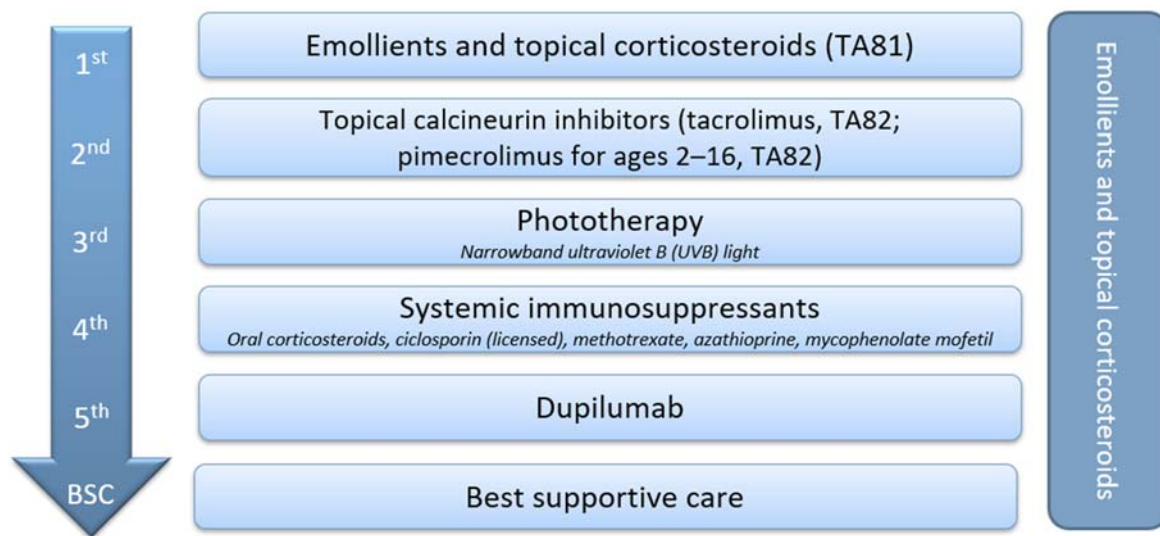 1st
Emollients and topical corticosteroids (TA81)
2nd
Topical calcineurin inhibitors (tacrolimus, TA82;
pimecrolimus for ages 2–16, TA82)
3rd
Phototherapy
Narrowband ultraviolet B (UVB) light
4th
Systemic immunosuppressants
Oral corticosteroids, ciclosporin (licensed), methotrexate, azathioprine, mycophenolate mofetil
5th
Dupilumab
BSC
Best supportive care
Emollients and topical corticosteroids